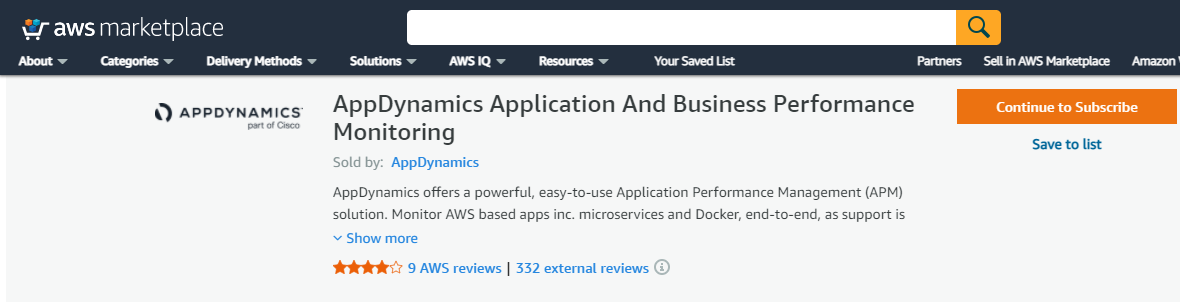 aws marketplace
About Categories Delivery Methods Solutions AWS IQ Resources Your Saved List Partners Sell in AWS Marketplace Amazon
APPDYNAMICS
part of Cisco
AppDynamics Application And Business Performance
Monitoring
Continue to Subscribe
Save to list
Sold by: AppDynamics
AppDynamics offers a powerful, easy-to-use Application Performance Management (APM)
solution. Monitor AWS based apps inc. microservices and Docker, end-to-end, as support is
Show more
9 AWS reviews | 332 external reviews